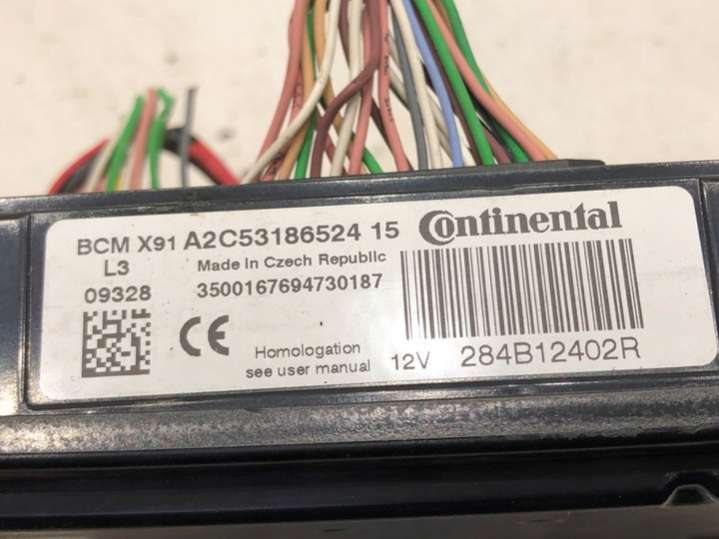 BCM X91 A2C53186524 15 Continental
L3 Made in Czech Republic
09328 3500167694730187
CE
Homologation
see user manual 12V 284B12402R